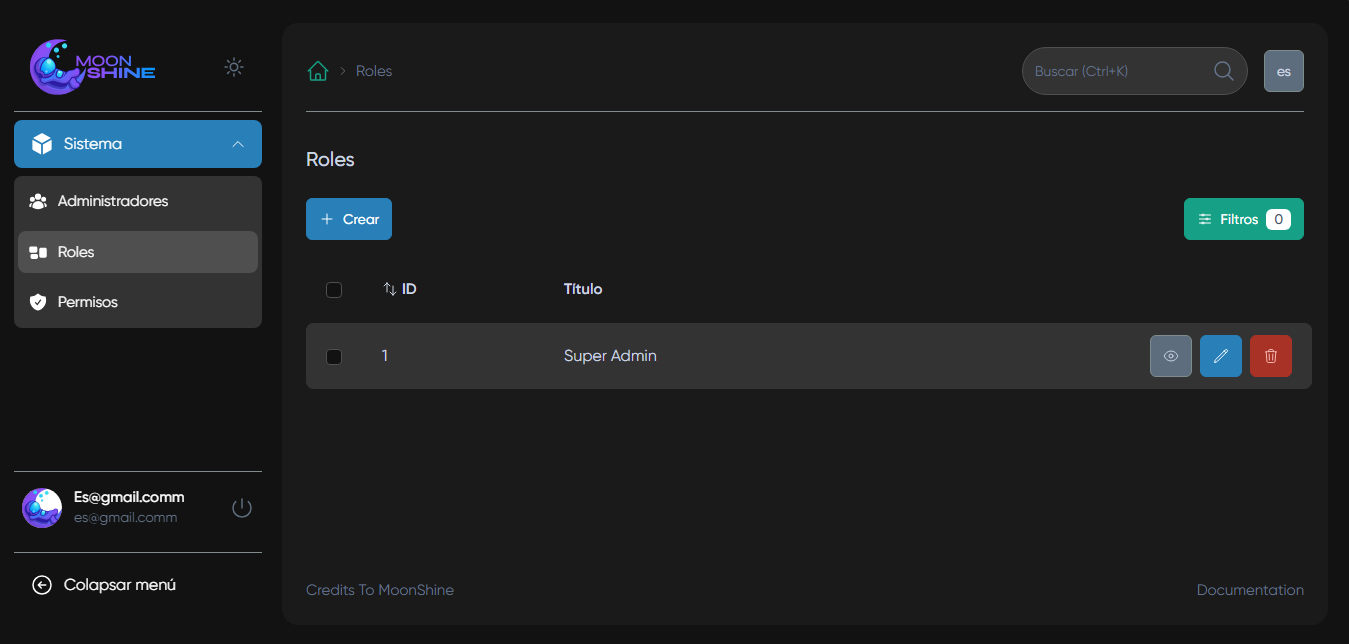 MOON
SHINE
Sistema
Administradores
Roles
Permisos
Es@gmail.comm
es@gmail.comm
Colapsar menú
Roles
Buscar (Ctrl+K)
es
Roles
Crear
Filtros 0
ID Título
1 Super Admin
Credits To MoonShine
Documentation